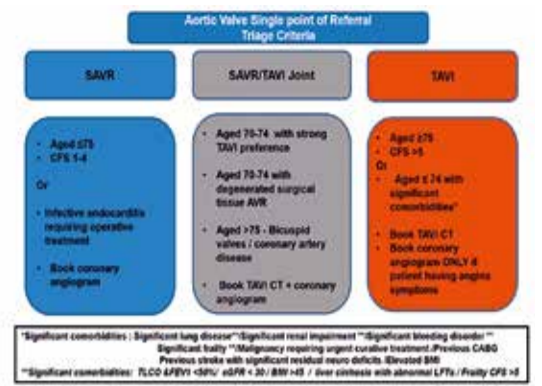 Aortic Valve Single point of Referral
Triage Criteria
SAVR
SAVR/TAVI Joint
TAVI
• Aged ≤75
• CFS 1-4
Or
• Infective endocarditis
requiring operative
treatment
• Book coronary
angiogram
• Aged 70-74 with strong
TAVI preference
• Aged 70-74 with
degenerated surgical
tissue AVR
• Aged >75 - Bicuspid
valves / coronary artery
disease
• Book TAVI CT + coronary
angiogram
• Aged ≥75
• CFS >5
Or
• Aged ≤ 74 with
significant
comorbidities*
• Book TAVI CT
• Book coronary
angiogram ONLY if
patient having angina
symptoms
*Significant comorbidities : Significant lung disease**/Significant renal impairment **/Significant bleeding disorder **
Significant frailty **/Malignancy requiring urgent curative treatment /Previous CABG
Previous stroke with significant residual neuro deficits /Elevated BMI
**Significant comorbidities: TLCO &FEV1 <50%/ eGFR < 30 / BMI >45 / liver cirrhosis with abnormal LFTs / Frailty CFS >5